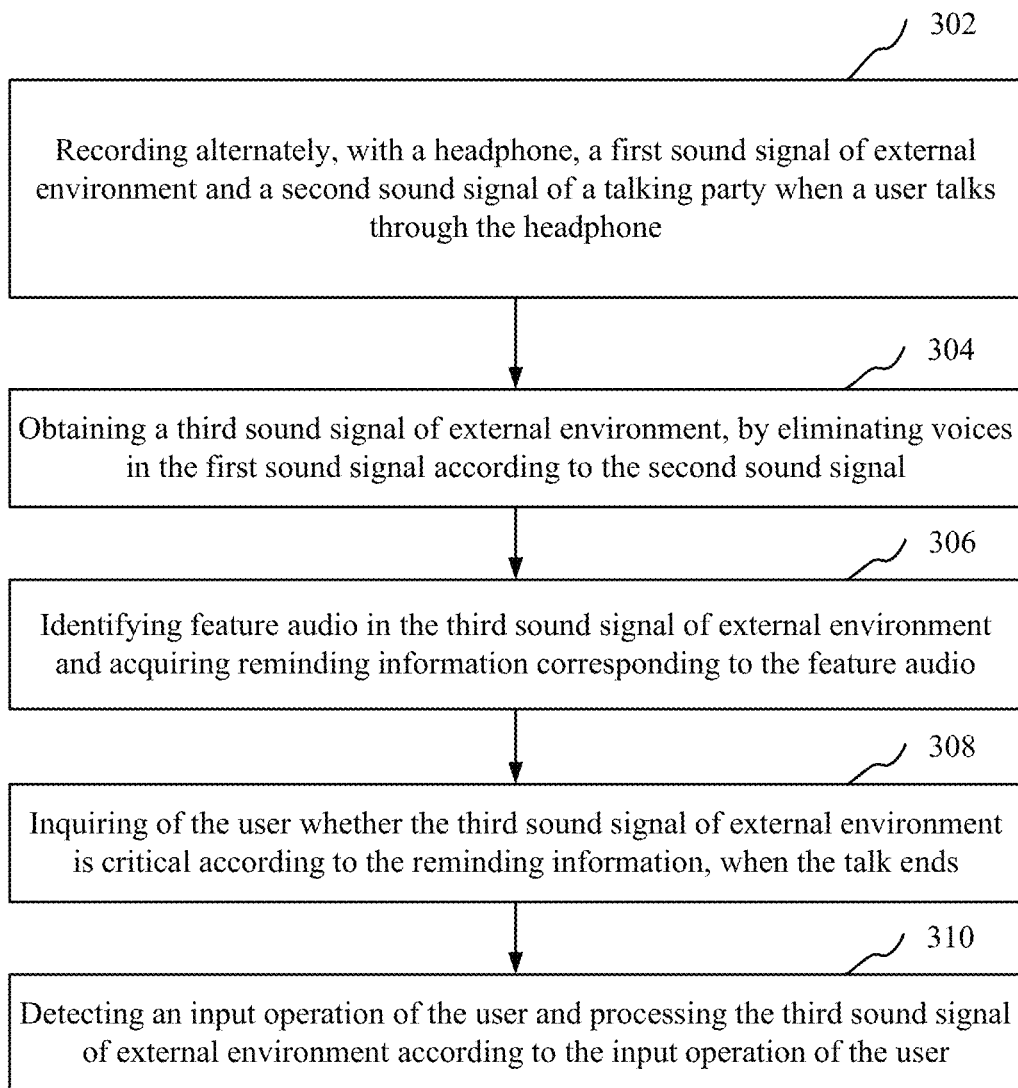 302
Recording alternately, with a headphone, a first sound signal of external
environment and a second sound signal of a talking party when a user talks
through the headphone
304
Obtaining a third sound signal of external environment, by eliminating voices
in the first sound signal according to the second sound signal
306
Identifying feature audio in the third sound signal of external environment
and acquiring reminding information corresponding to the feature audio
308
Inquiring of the user whether the third sound signal of external environment
is critical according to the reminding information, when the talk ends
310
Detecting an input operation of the user and processing the third sound signal
of external environment according to the input operation of the user